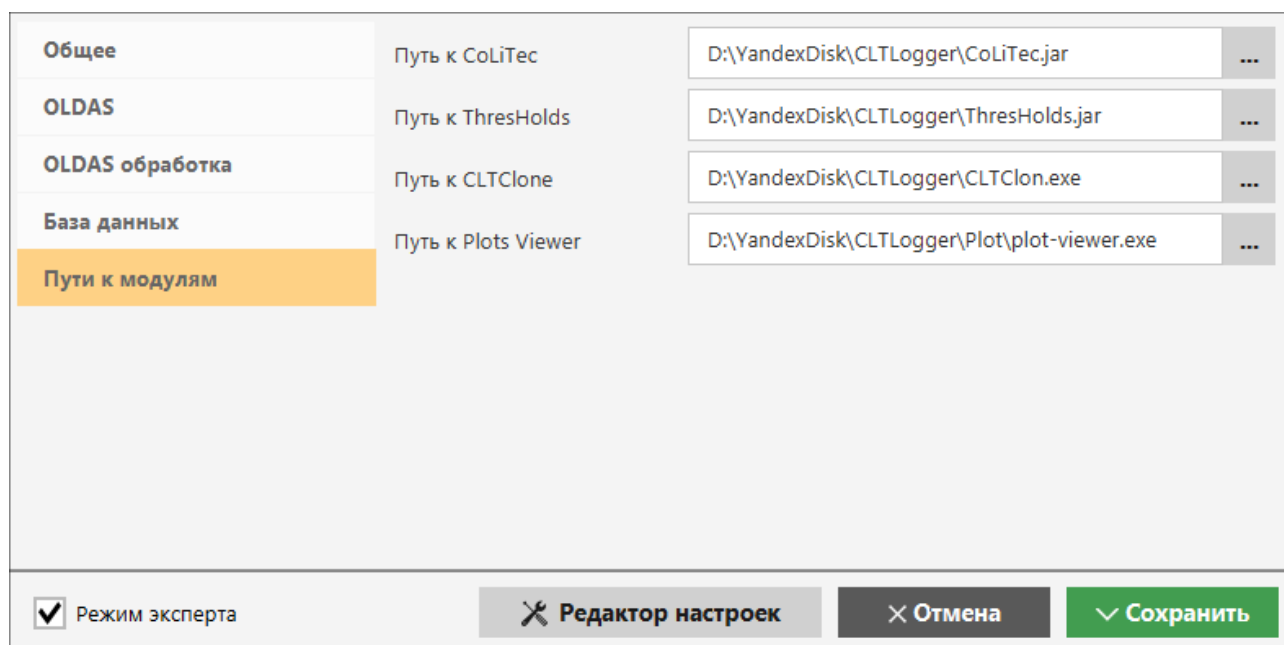 Общее
OLDAS
OLDAS обработка
База данных
Пути к модулям
Путь к CoLiTec D:\YandexDisk\CLTLogger\CoLiTec.jar ...
Путь к ThresHolds D:\YandexDisk\CLTLogger\ThresHolds.jar ...
Путь к CLTClone D:\YandexDisk\CLTLogger\CLTClon.exe ...
Путь к Plots Viewer D:\YandexDisk\CLTLogger\Plot\plot-viewer.exe ...
Режим эксперта Редактор настроек Отмена Сохранить